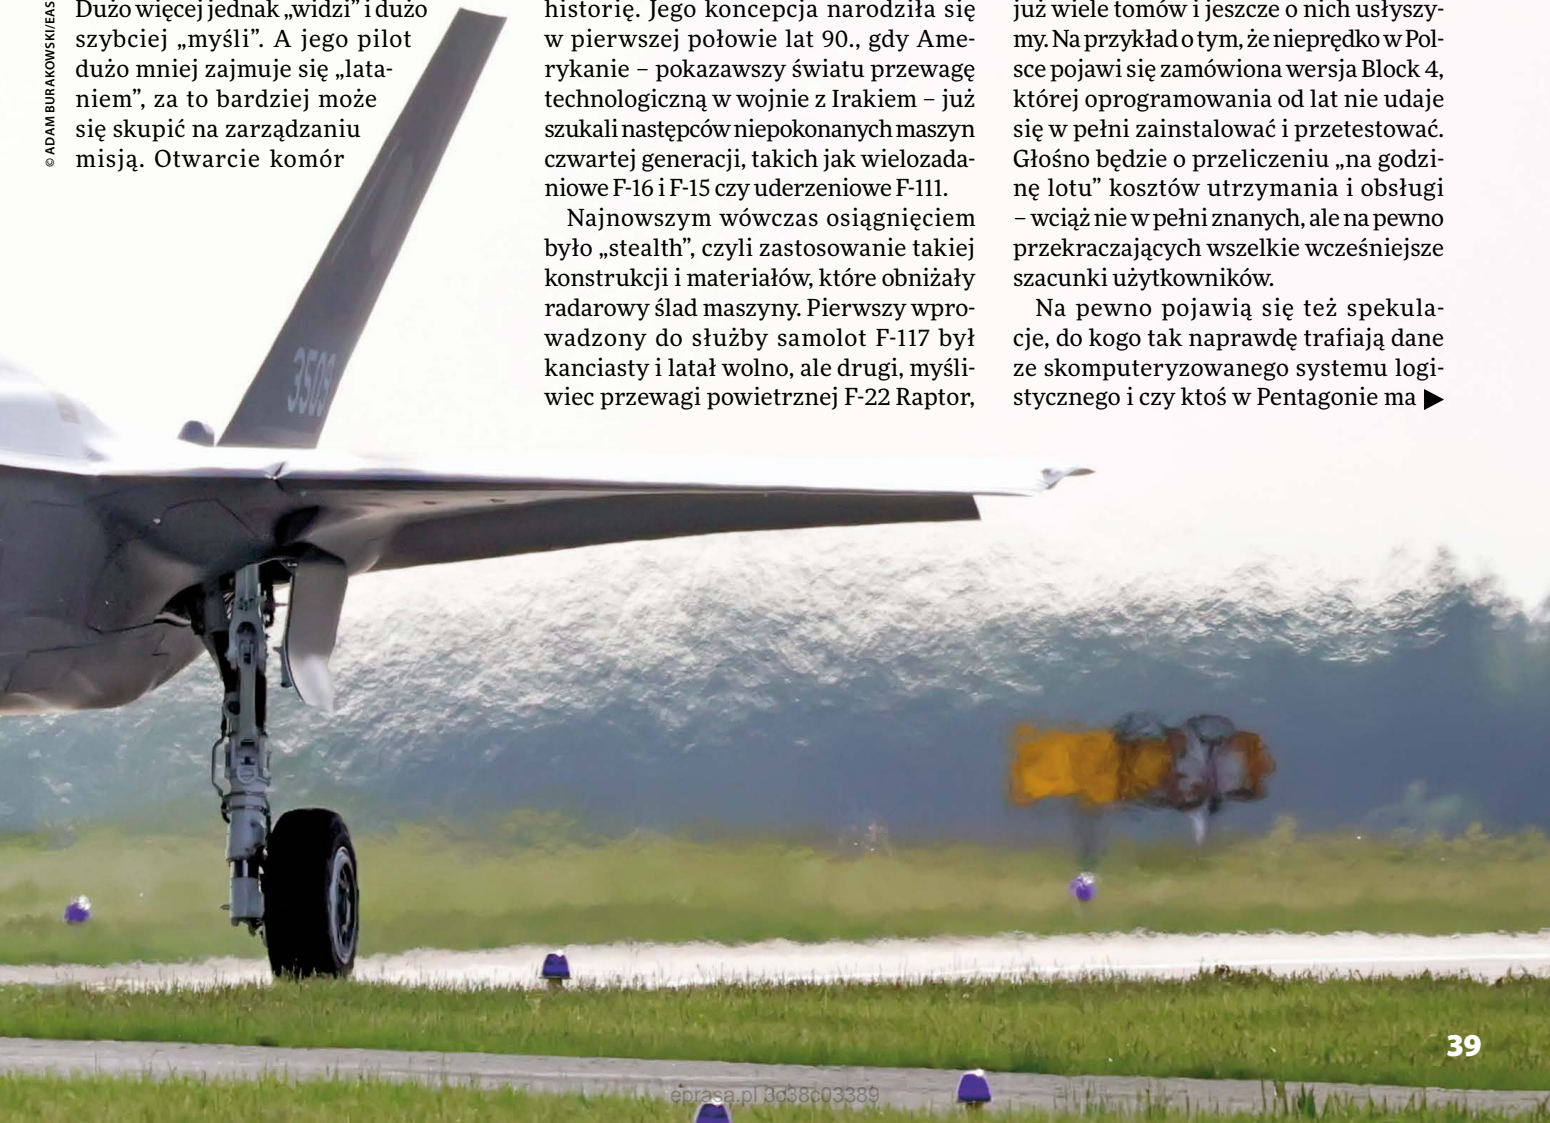 © ADAM BURAKOWSKI/EAS
Dużo więcej jednak „widzi” i dużo
szybciej „myśli”. A jego pilot
dużo mniej zajmuje się „lata-
niem”, za to bardziej może
się skupić na zarządzaniu
misją. Otwarcie komór
historię. Jego koncepcja narodziła się
w pierwszej połowie lat 90., gdy Ame-
rykanie – pokazawszy światu przewagę
technologiczną w wojnie z Irakiem – już
szukali następców niepokonanych maszyn
czwartej generacji, takich jak wielozada-
niowe F-16 i F-15 czy uderzeniowe F-111.
Najnowszym wówczas osiągnięciem
było „stealth”, czyli zastosowanie takiej
konstrukcji i materiałów, które obniżały
radarowy ślad maszyny. Pierwszy wpro-
wadzony do służby samolot F-117 był
kanciasty i latał wolno, ale drugi, myśli-
wiec przewagi powietrznej F-22 Raptor,
już wiele tomów i jeszcze o nich usłyszy-
my. Na przykład o tym, że nieprędko w Pol-
sce pojawi się zamówiona wersja Block 4,
której oprogramowania od lat nie udaje
się w pełni zainstalować i przetestować.
Głośno będzie o przeliczeniu „na godzi-
nę lotu” kosztów utrzymania i obsługi
– wciąż nie w pełni znanych, ale na pewno
przekraczających wszelkie wcześniejsze
szacunki użytkowników.
Na pewno pojawią się też spekula-
cje, do kogo tak naprawdę trafiają dane
ze skomputeryzowanego systemu logi-
stycznego i czy ktoś w Pentagonie ma ▶
3509
39
eprasa.pl 3c38c03389